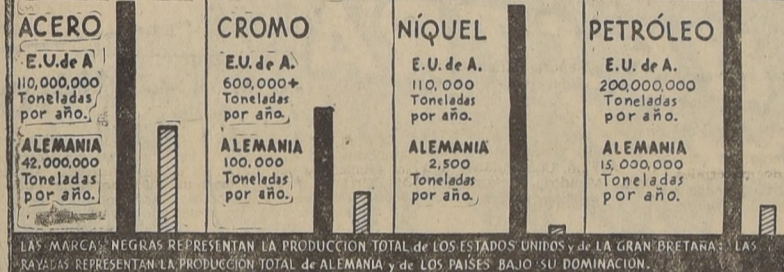 ACERO
E.U. de A
110,000,000
Toneladas
por año.
ALEMANIA
42,000,000
Toneladas
por año.
CROMO
E.U. de A.
600,000+
Toneladas
por año.
ALEMANIA
100,000
Toneladas
por año.
NÍQUEL
E.U. de A.
110,000
Toneladas
por año.
ALEMANIA
2,500
Toneladas
por año.
PETRÓLEO
E.U. de A.
200,000,000
Toneladas
por año.
ALEMANIA
15,000,000
Toneladas
por año.
LAS MARCAS NEGRAS REPRESENTAN LA PRODUCCION TOTAL de LOS ESTADOS UNIDOS y de LA GRAN BRETAÑA: LAS
RAYADAS REPRESENTAN LA PRODUCCIÓN TOTAL de ALEMANIA y de LOS PAISES BAJO SU DOMINACION.